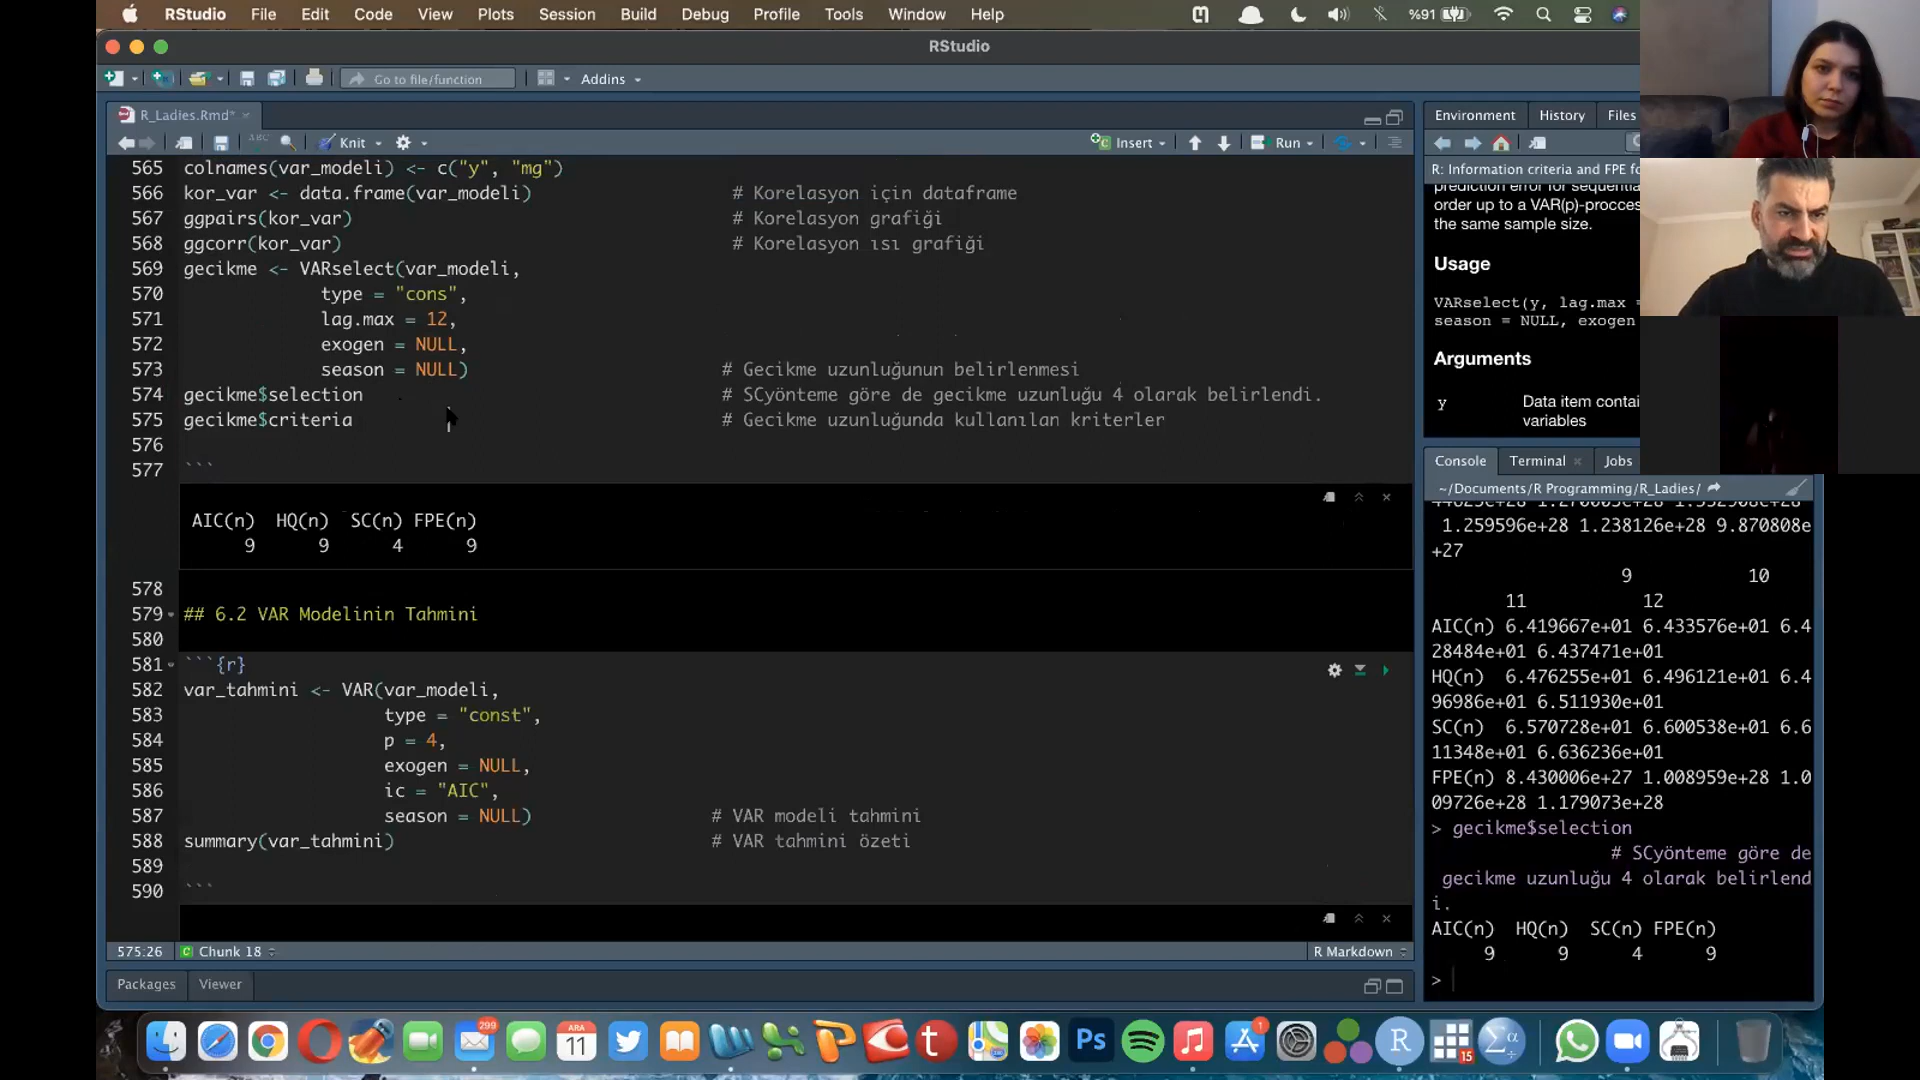 RStudio File Edit Code View Plots Session Build Debug Profile Tools Window Help %91
RStudio
Go to file/function Addins
R_Ladies.Rmd*
Knit Insert Run
565 colnames(var_modeli) <- c("y", "mg")
566 kor_var <- data.frame(var_modeli) # Korelasyon için dataframe
567 ggpairs(kor_var) # Korelasyon grafiği
568 ggcorr(kor_var) # Korelasyon ısı grafiği
569 gecikme <- VARselect(var_modeli,
570 type = "cons",
571 lag.max = 12,
572 exogen = NULL,
573 season = NULL) # Gecikme uzunluğunun belirlenmesi
574 gecikme$selection # SCyönteme göre de gecikme uzunluğu 4 olarak belirlendi.
575 gecikme$criteria # Gecikme uzunluğunda kullanılan kriterler
576
577 ```
AIC(n) HQ(n) SC(n) FPE(n)
9 9 4 9
578
579 ## 6.2 VAR Modelinin Tahmini
580
581 ```{r}
582 var_tahmini <- VAR(var_modeli,
583 type = "const",
584 p = 4,
585 exogen = NULL,
586 ic = "AIC",
587 season = NULL) # VAR modeli tahmini
588 summary(var_tahmini) # VAR tahmini özeti
589
590 ```
575:26 Chunk 18 R Markdown
Packages Viewer
Environment History Files
R: Information criteria and FPE fo
prediction error for sequential
order up to a VAR(p)-procces
the same sample size.
Usage
VARselect(y, lag.max =
season = NULL, exogen
Arguments
y Data item contai
variables
Console Terminal Jobs
~/Documents/R Programming/R_Ladies/
1.259596e+28 1.238126e+28 9.870808e
+27
9 10
11 12
AIC(n) 6.419667e+01 6.433576e+01 6.4
28484e+01 6.437471e+01
HQ(n) 6.476255e+01 6.496121e+01 6.4
96986e+01 6.511930e+01
SC(n) 6.570728e+01 6.600538e+01 6.6
11348e+01 6.636236e+01
FPE(n) 8.430006e+27 1.008959e+28 1.0
09726e+28 1.179073e+28
> gecikme$selection
# SCyönteme göre de
gecikme uzunluğu 4 olarak belirlend
i.
AIC(n) HQ(n) SC(n) FPE(n)
9 9 4 9
>
299
ARA
11
Ps
1
R
15